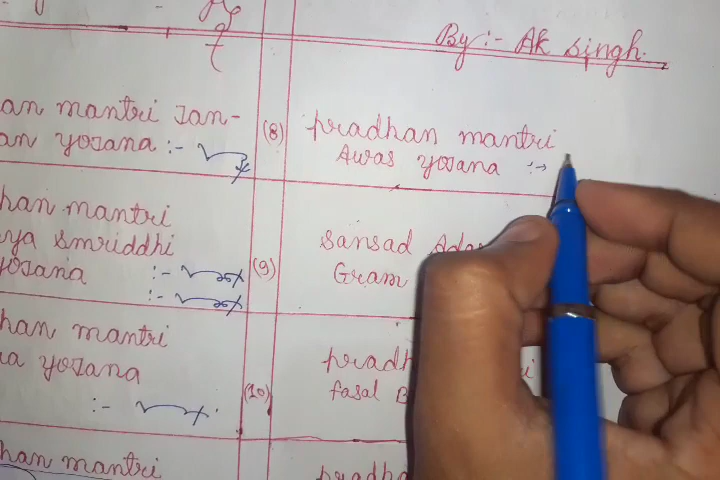 By :- AK Singh.
an mantri Jan-
an yojana :-
(8) pradhan mantri
Awas yojana :→
han mantri
ya smriddhi
yojana :-
:-
(9) Sansad
Gram
han mantri
yojana
:-
(10)
fasal B
han mantri
pradha